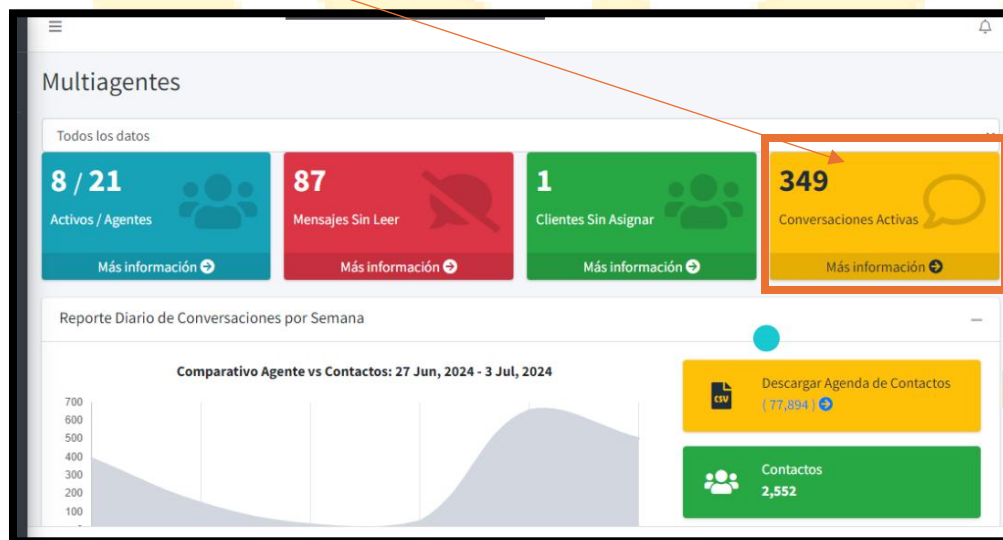 Multiagentes
Todos los datos
8 / 21
Activos / Agentes
Más información
87
Mensajes Sin Leer
Más información
1
Clientes Sin Asignar
Más información
349
Conversaciones Activas
Más información
Reporte Diario de Conversaciones por Semana
Comparativo Agente vs Contactos: 27 Jun, 2024 - 3 Jul, 2024
700
600
500
400
300
200
100
CSV
Descargar Agenda de Contactos
( 77,894 )
Contactos
2,552